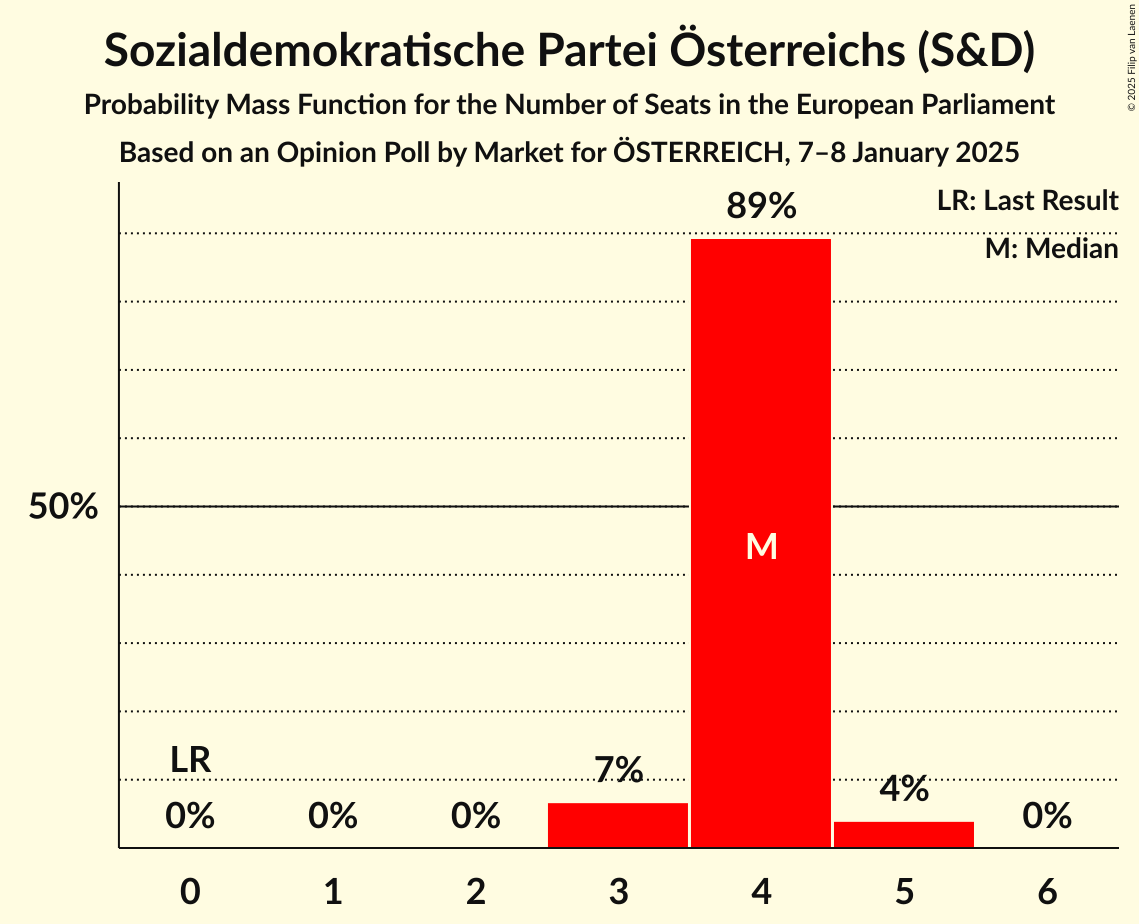 Sozialdemokratische Partei Österreichs (S&D)
Probability Mass Function for the Number of Seats in the European Parliament
Based on an Opinion Poll by Market for ÖSTERREICH, 7–8 January 2025
© 2025 Filip van Laenen
LR: Last Result
M: Median
89%
50%
M
LR
7%
4%
0%
0%
0%
0%
0 1 2 3 4 5 6